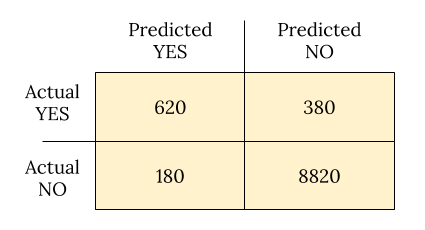 Predicted
YES
Predicted
NO
Actual
YES
620
380
Actual
NO
180
8820